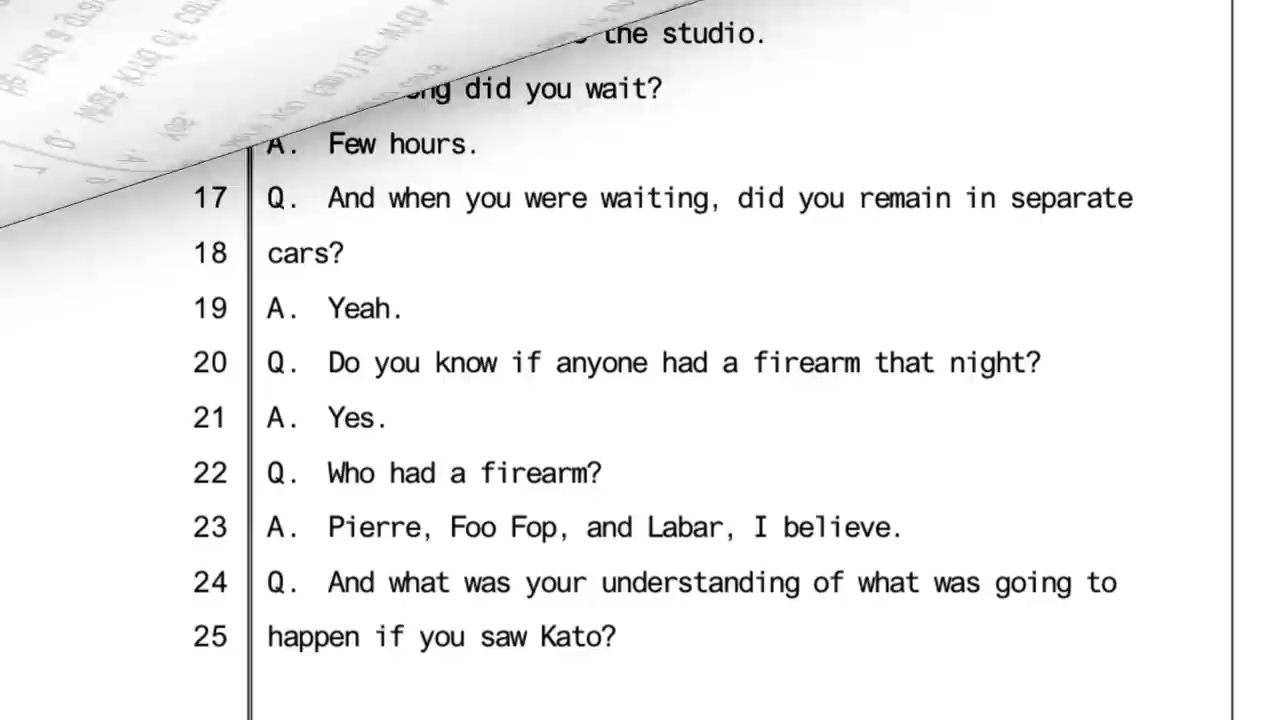 the studio.
did you wait?
A. Few hours.
17 Q. And when you were waiting, did you remain in separate
18 cars?
19 A. Yeah.
20 Q. Do you know if anyone had a firearm that night?
21 A. Yes.
22 Q. Who had a firearm?
23 A. Pierre, Foo Fop, and Labar, I believe.
24 Q. And what was your understanding of what was going to
25 happen if you saw Kato?